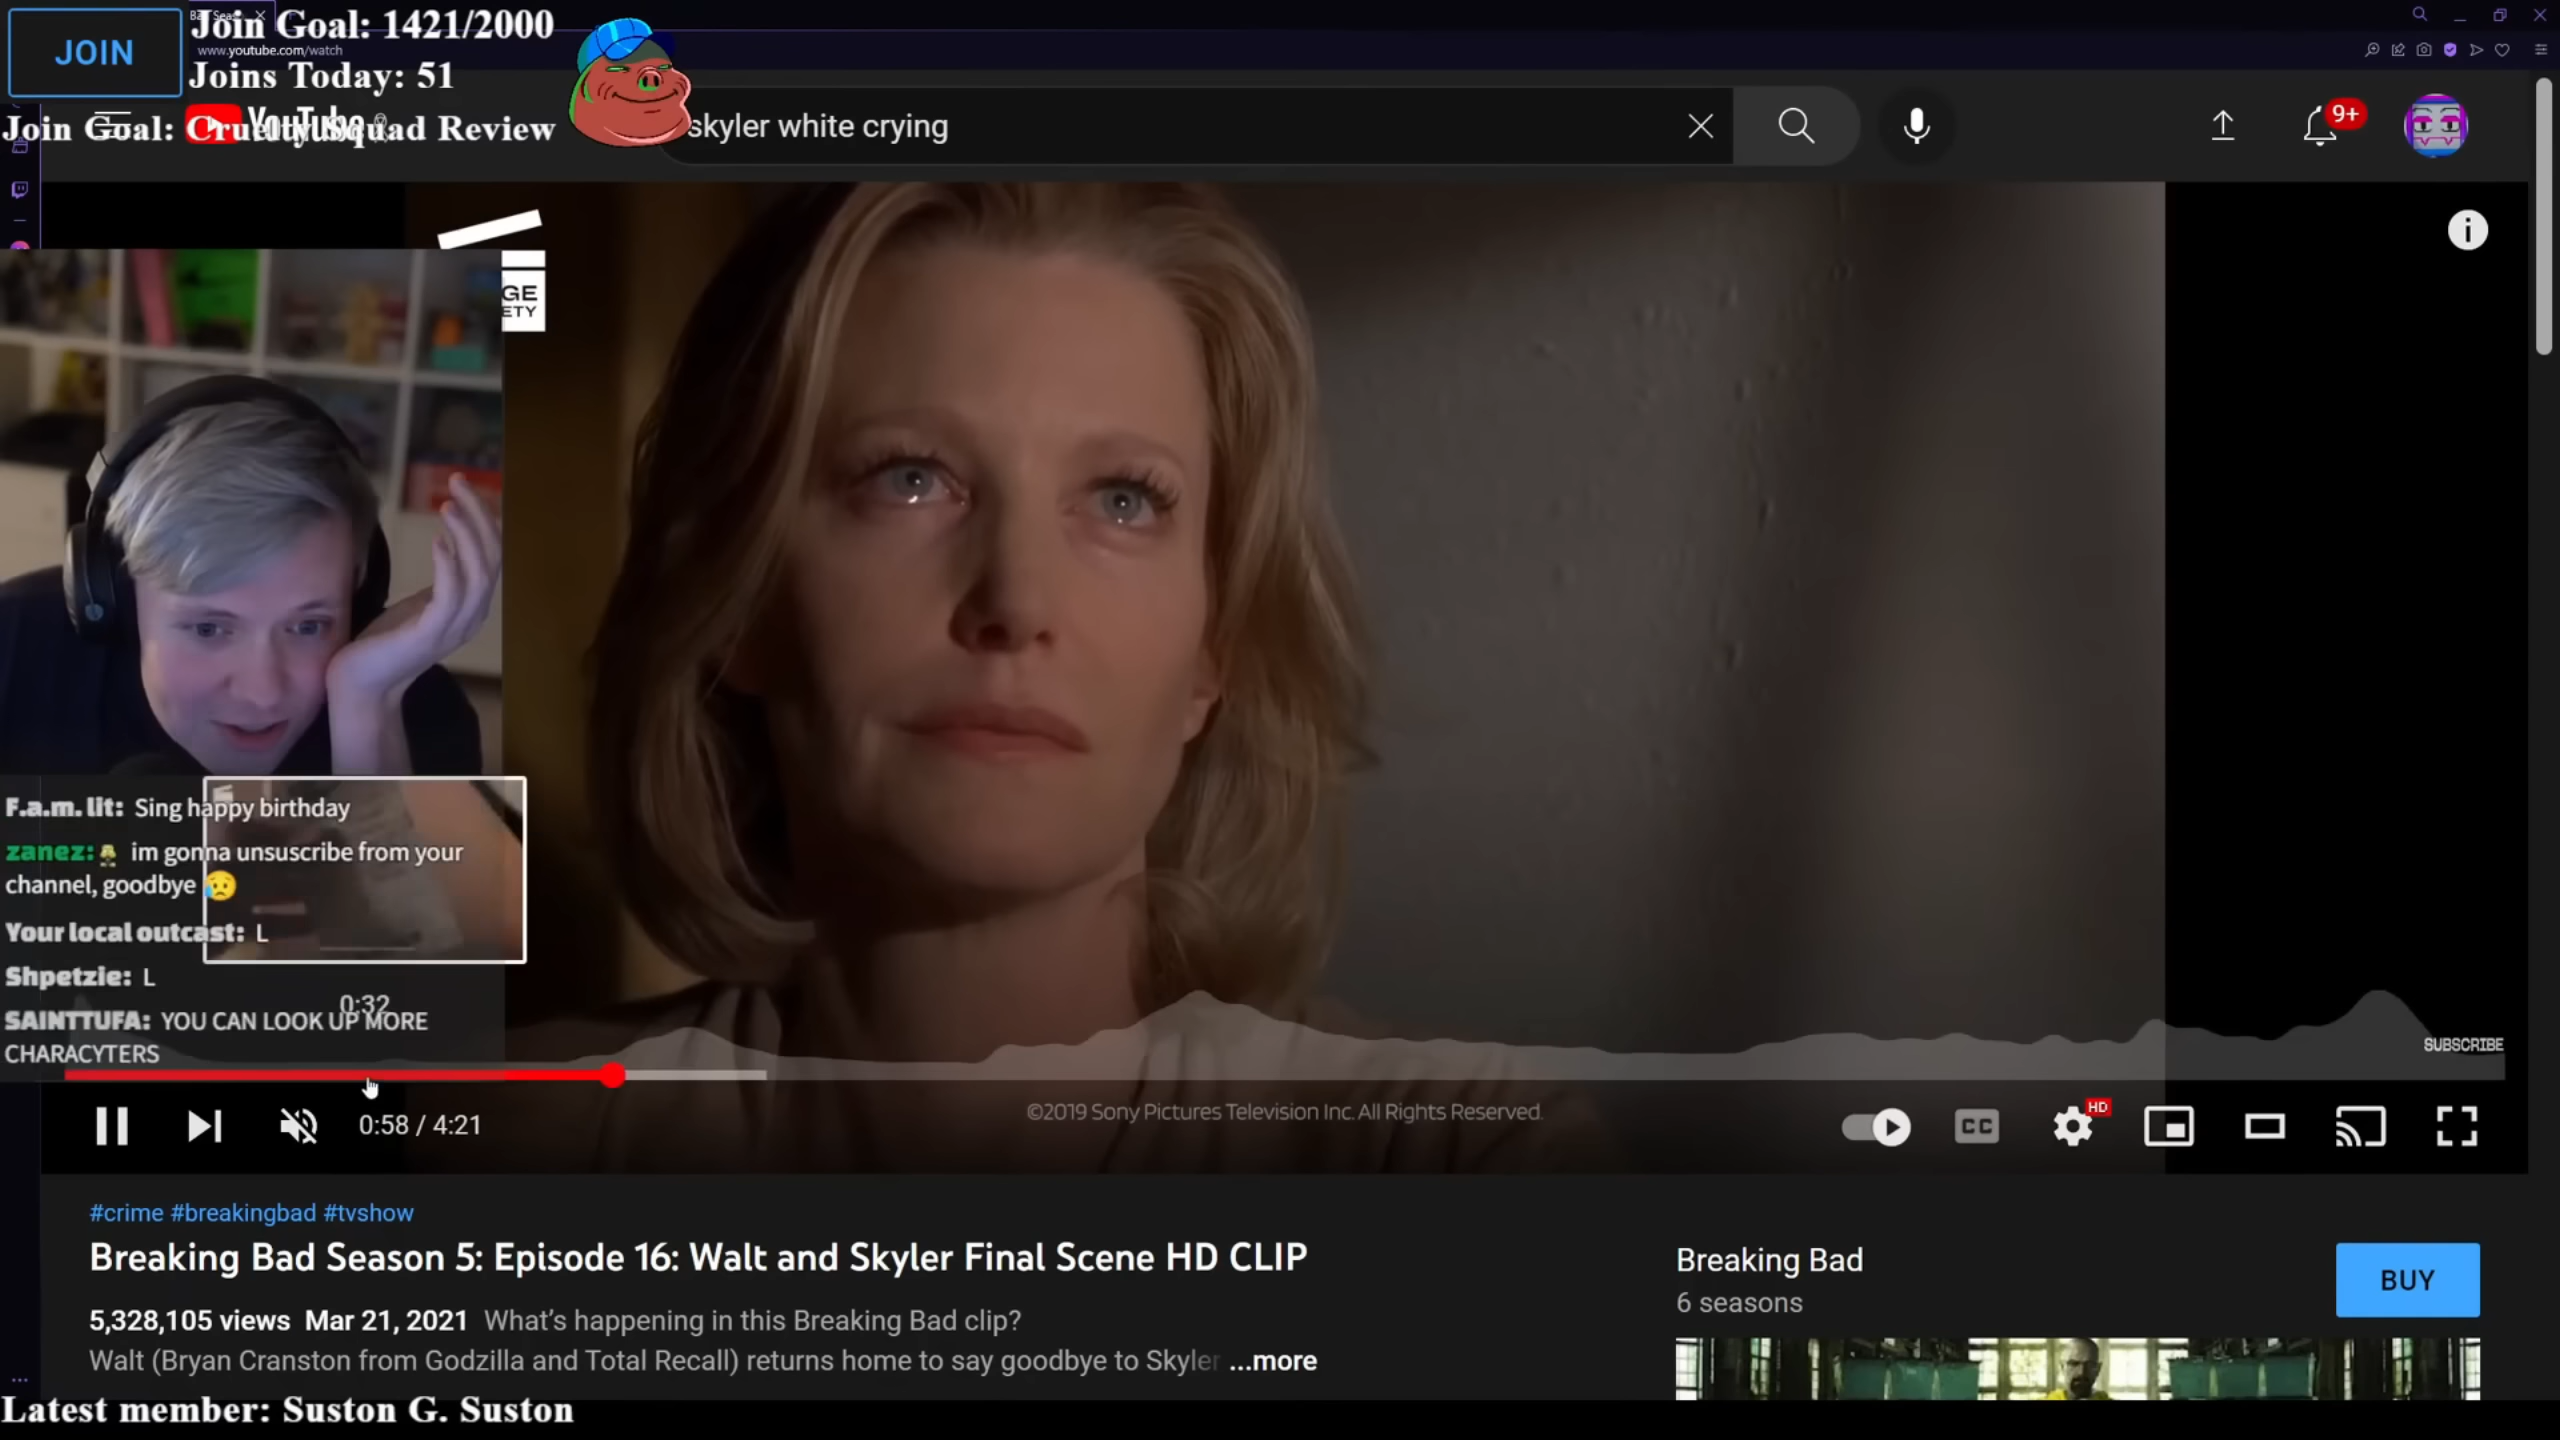 JOIN
Join Goal: 1421/2000
www.youtube.com/watch
Joins Today: 51
Join Goal: Cruelty Squad Review
YouTube
skyler white crying
9+
GE
ETY
F.a.m. lit: Sing happy birthday
zanez: im gonna unsuscribe from your
channel, goodbye 😥
Your local outcast: L
Shpetzie: L
0:32
SAINTTUFA: YOU CAN LOOK UP MORE
CHARACYTERS
SUBSCRIBE
0:58 / 4:21
©2019 Sony Pictures Television Inc. All Rights Reserved.
CC
HD
#crime #breakingbad #tvshow
Breaking Bad Season 5: Episode 16: Walt and Skyler Final Scene HD CLIP
5,328,105 views Mar 21, 2021 What's happening in this Breaking Bad clip?
Walt (Bryan Cranston from Godzilla and Total Recall) returns home to say goodbye to Skyler ...more
Breaking Bad
6 seasons
BUY
Latest member: Suston G. Suston